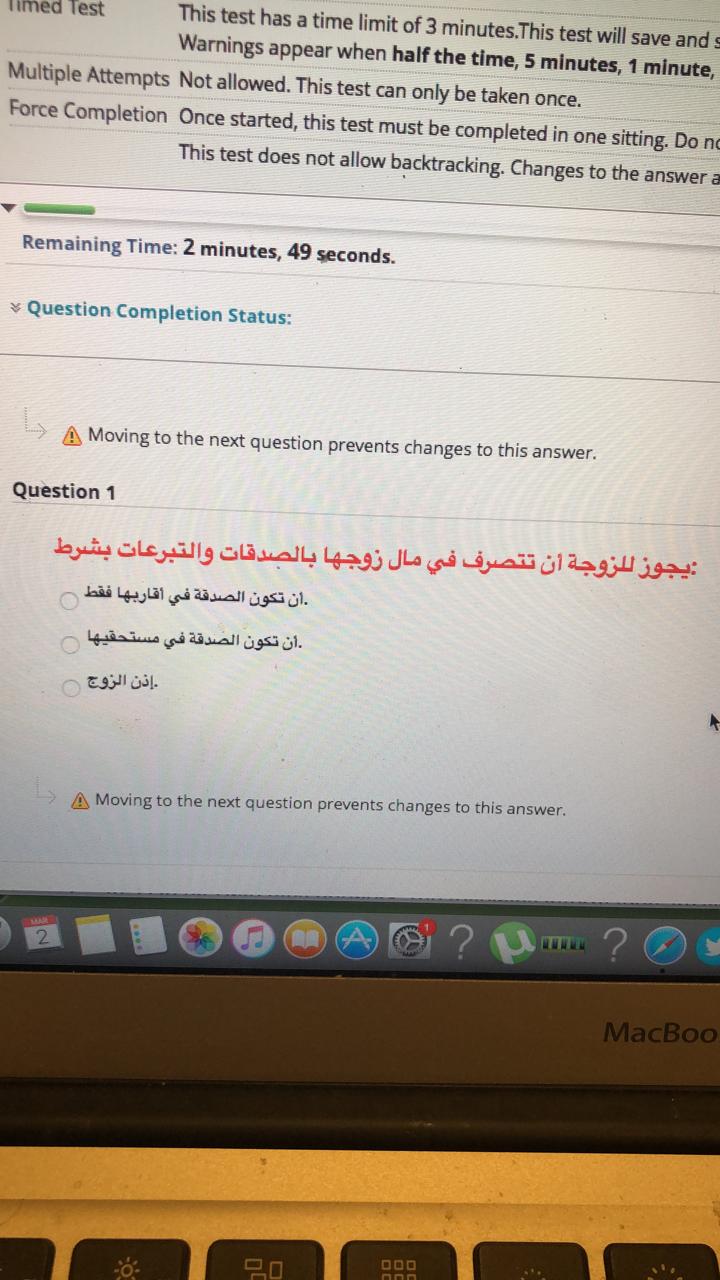 Timed Test
This test has a time limit of 3 minutes.This test will save and s
Warnings appear when half the time, 5 minutes, 1 minute,
Multiple Attempts Not allowed. This test can only be taken once.
Force Completion Once started, this test must be completed in one sitting. Do no
This test does not allow backtracking. Changes to the answer a
Remaining Time: 2 minutes, 49 seconds.
Question Completion Status:
Moving to the next question prevents changes to this answer.
Question 1
يجوز للزوجة أن تتصرف في مال زوجها بالصدقات والتبرعات بشرط:
أن تكون الصدقة في أقاربها فقط.
أن تكون الصدقة في مستحقيها.
إذن الزوج.
Moving to the next question prevents changes to this answer.
MAR
2
1
? µ ?
MacBoo